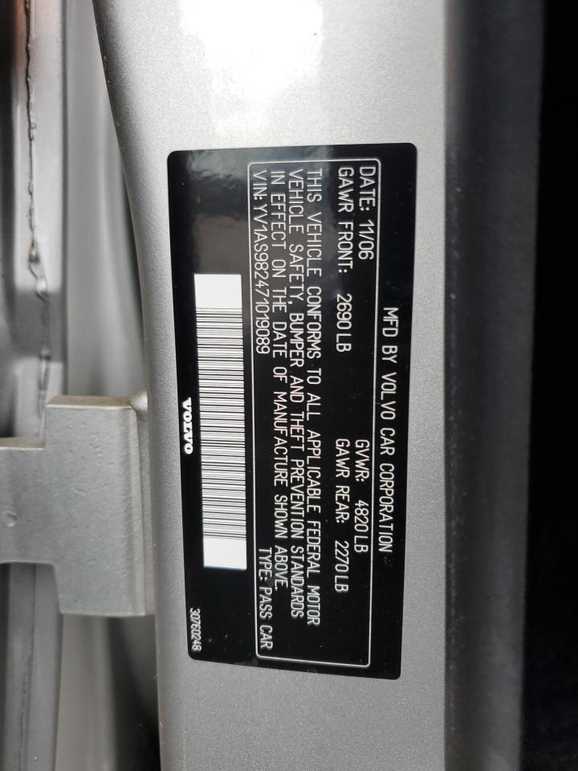 MFD BY VOLVO CAR CORPORATION
DATE: 11/06 GVWR: 4820 LB
GAWR FRONT: 2690 LB GAWR REAR: 2270 LB
THIS VEHICLE CONFORMS TO ALL APPLICABLE FEDERAL MOTOR
VEHICLE SAFETY, BUMPER AND THEFT PREVENTION STANDARDS
IN EFFECT ON THE DATE OF MANUFACTURE SHOWN ABOVE.
VIN: YV1AS982471019089 TYPE: PASS CAR
VOLVO
30760248